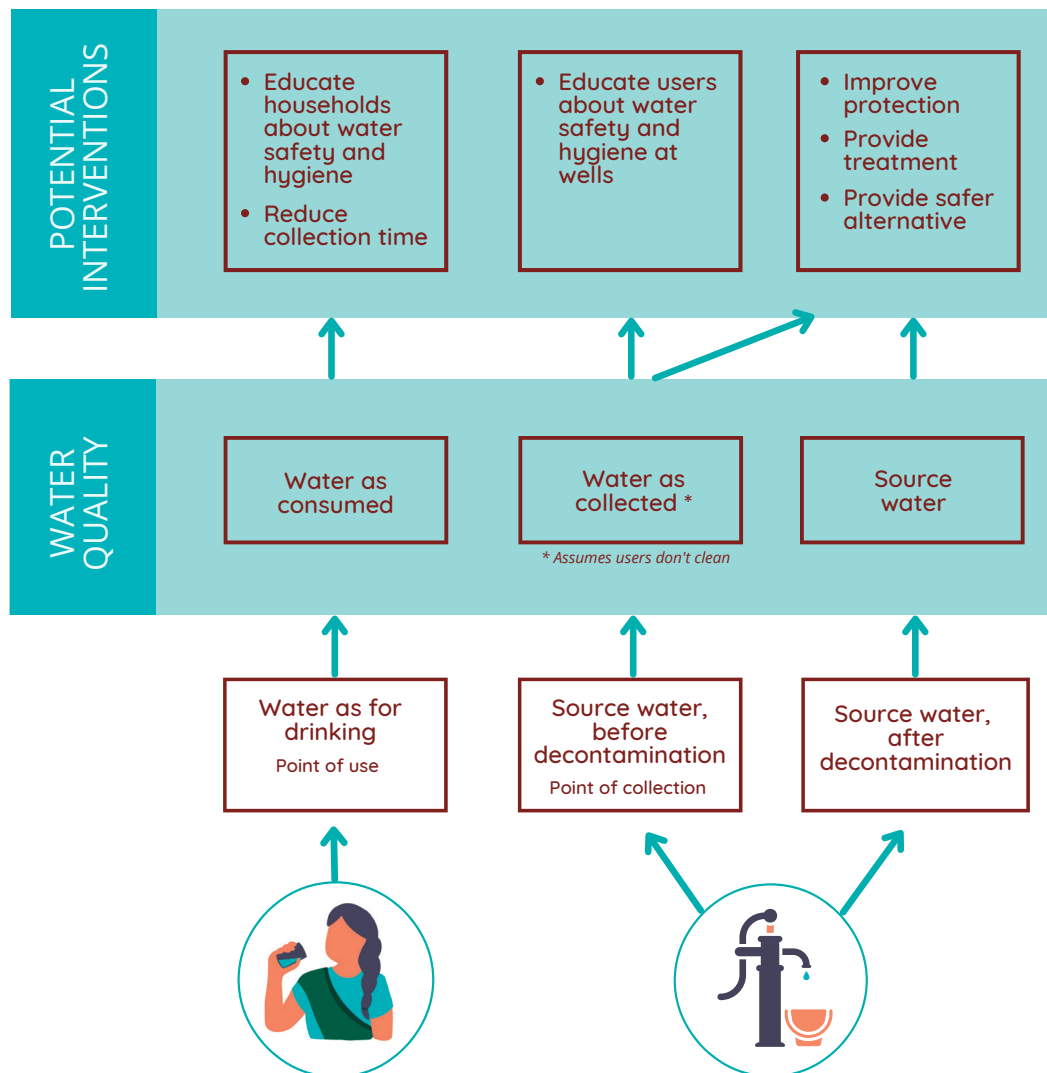 POTENTIAL
INTERVENTIONS
• Educate
households
about water
safety and
hygiene
• Reduce
collection time
• Educate users
about water
safety and
hygiene at
wells
• Improve
protection
• Provide
treatment
• Provide safer
alternative
WATER
QUALITY
Water as
consumed
Water as
collected *
* Assumes users don't clean
Source
water
Water as for
drinking
Point of use
Source water,
before
decontamination
Point of collection
Source water,
after
decontamination